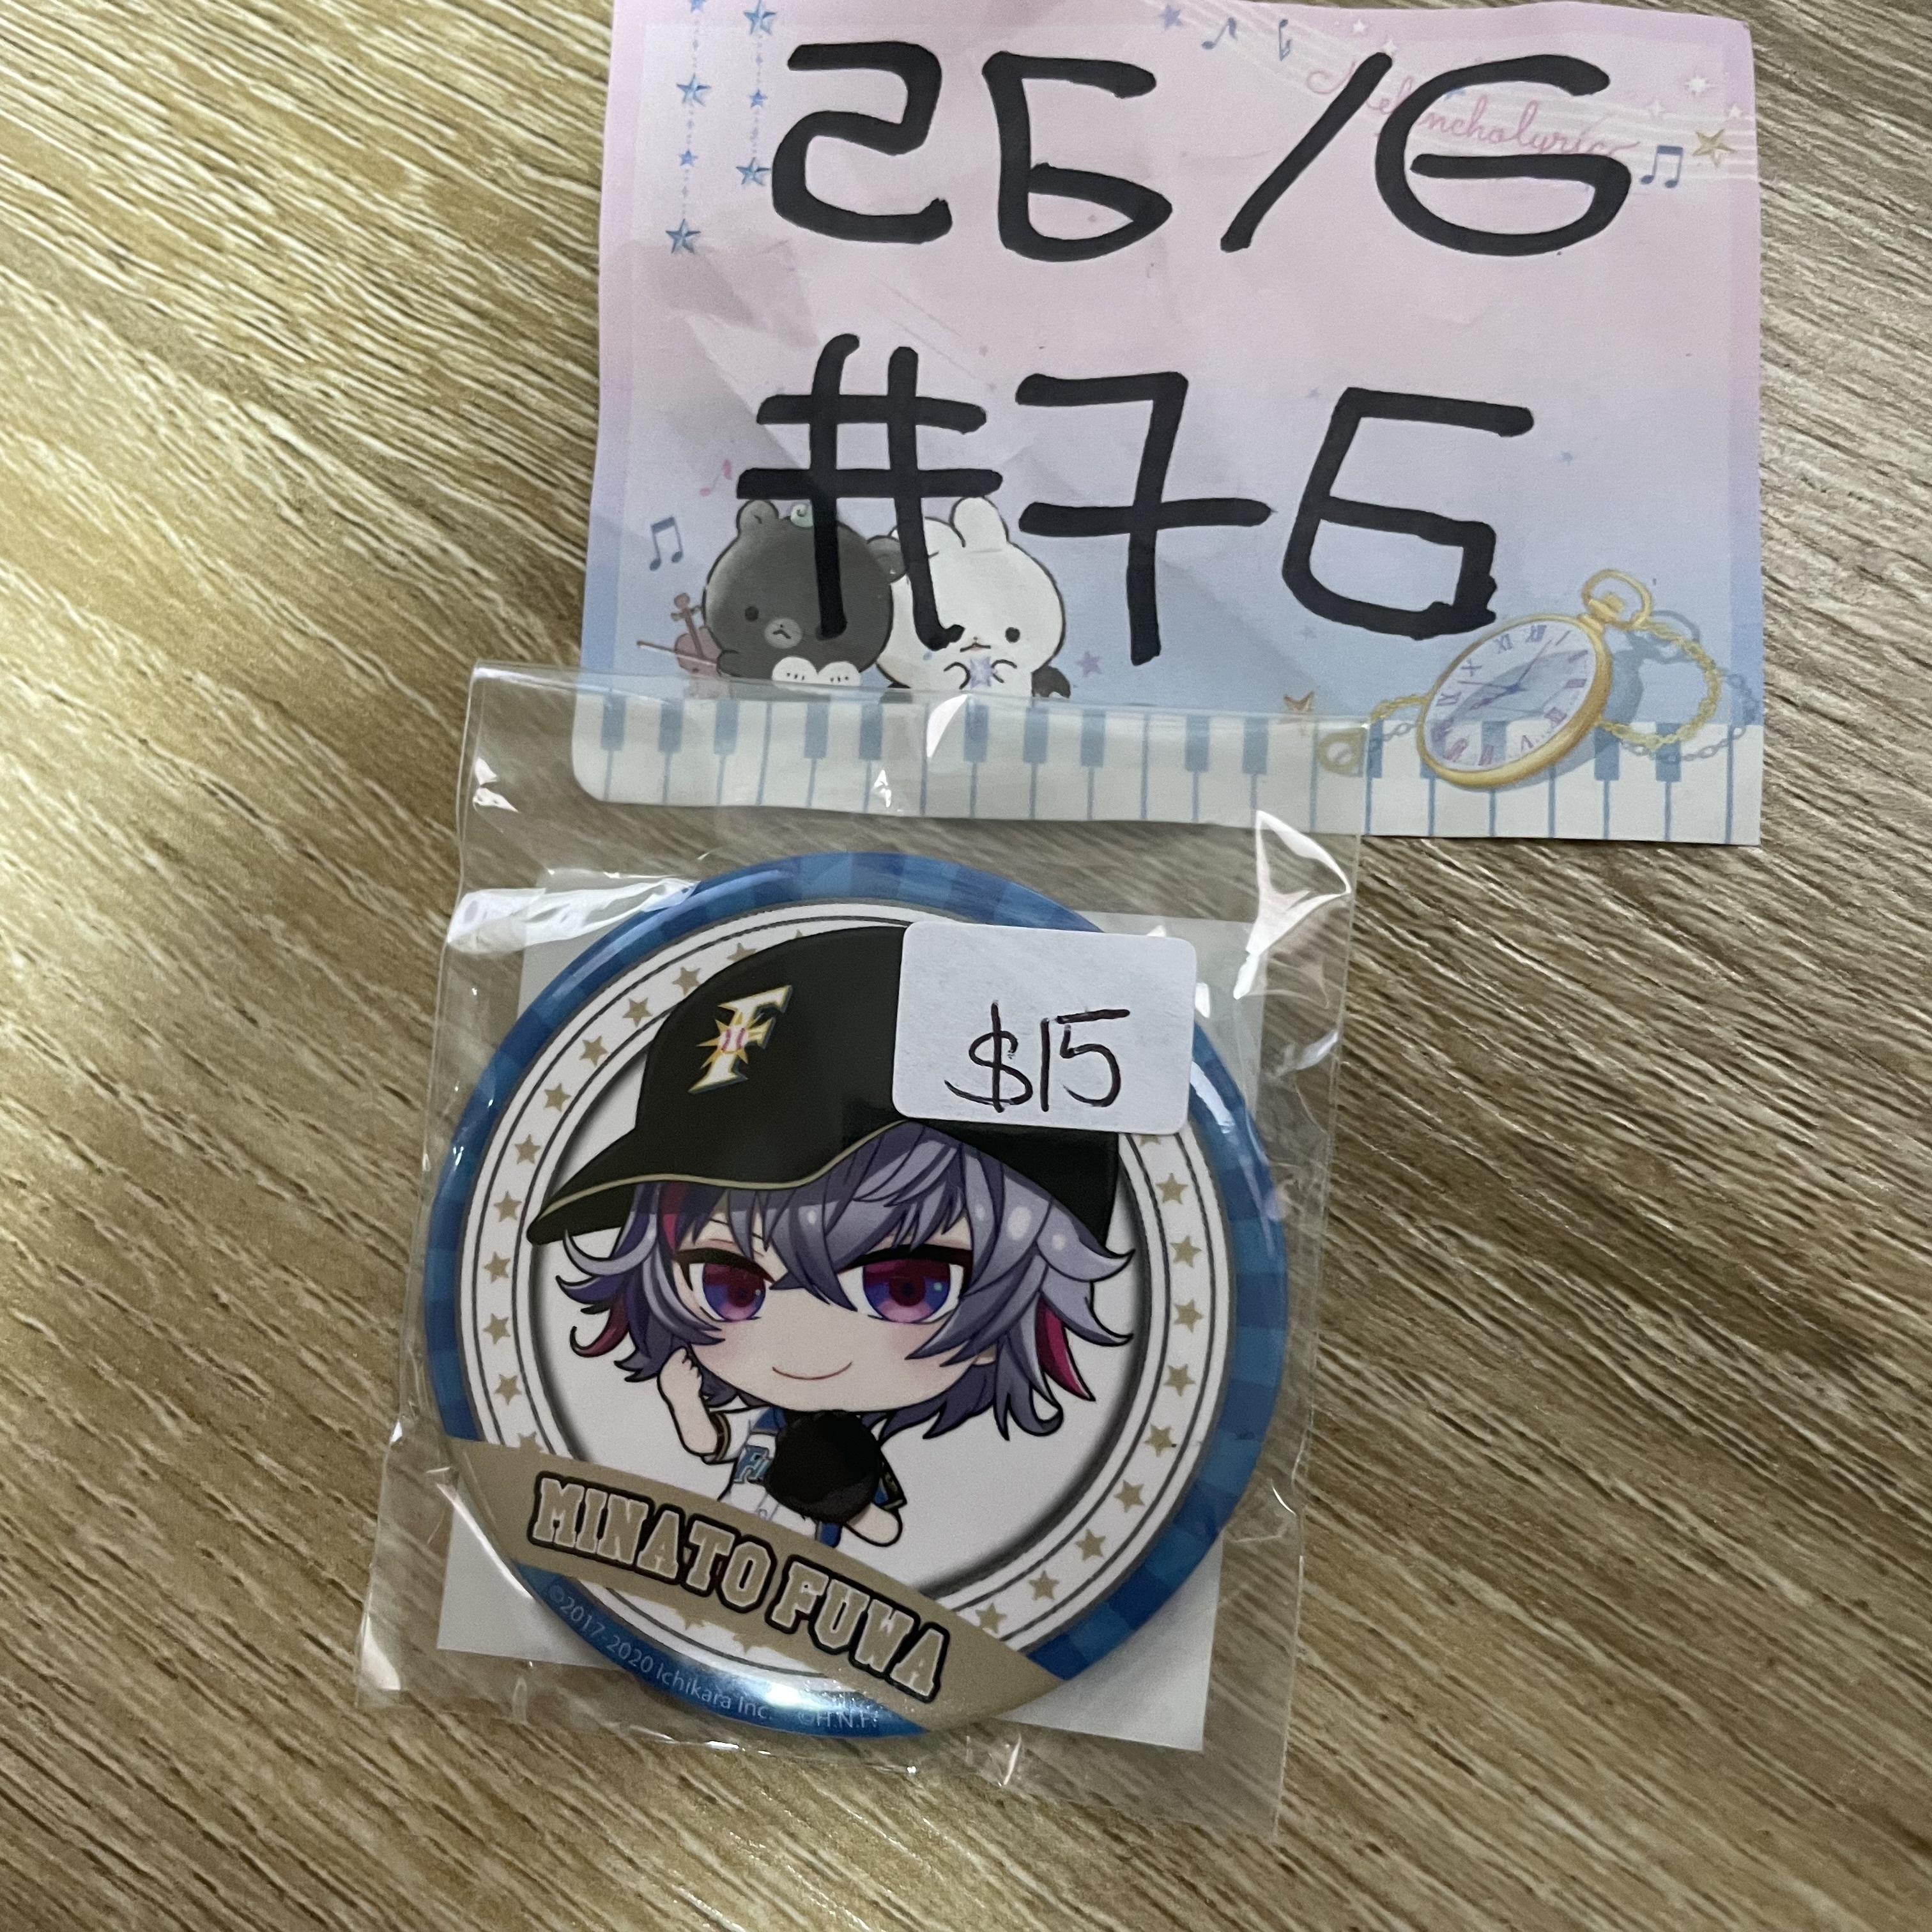 26/6
Melancholyric
#76
$15
F
MINATO FUWA
©2017-2020 Ichikara Inc. ©H.N.F.